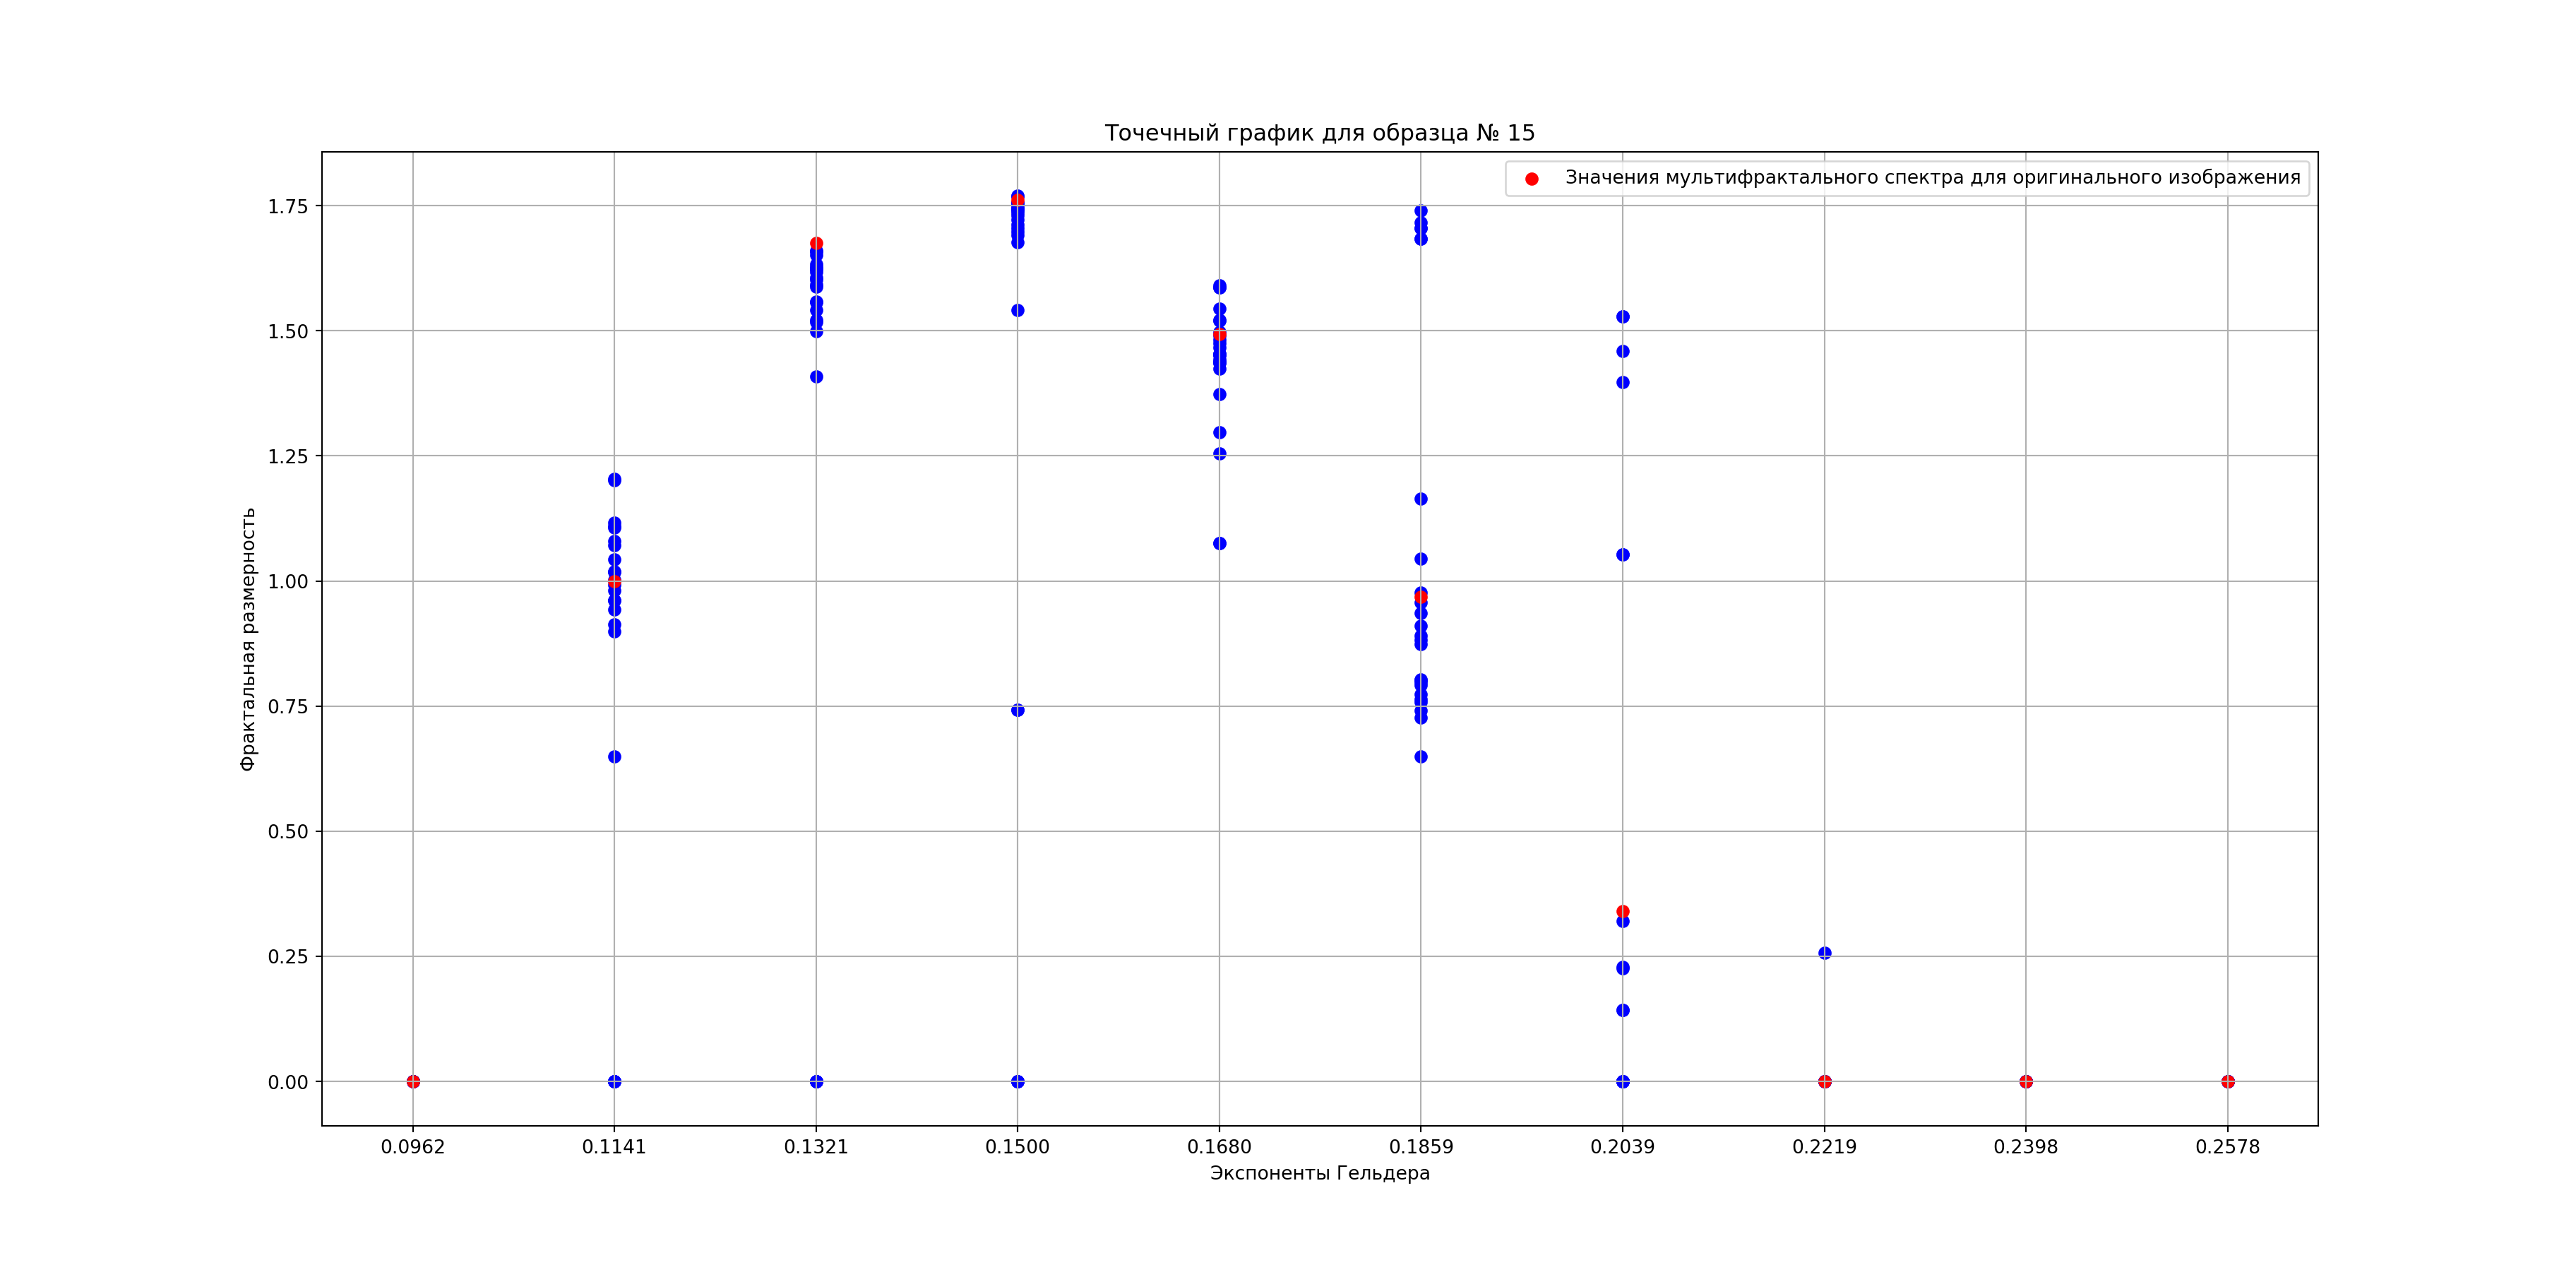 Точечный график для образца № 15
Значения мультифрактального спектра для оригинального изображения
Фрактальная размерность
1.75
1.50
1.25
1.00
0.75
0.50
0.25
0.00
0.0962 0.1141 0.1321 0.1500 0.1680 0.1859 0.2039 0.2219 0.2398 0.2578
Экспоненты Гельдера